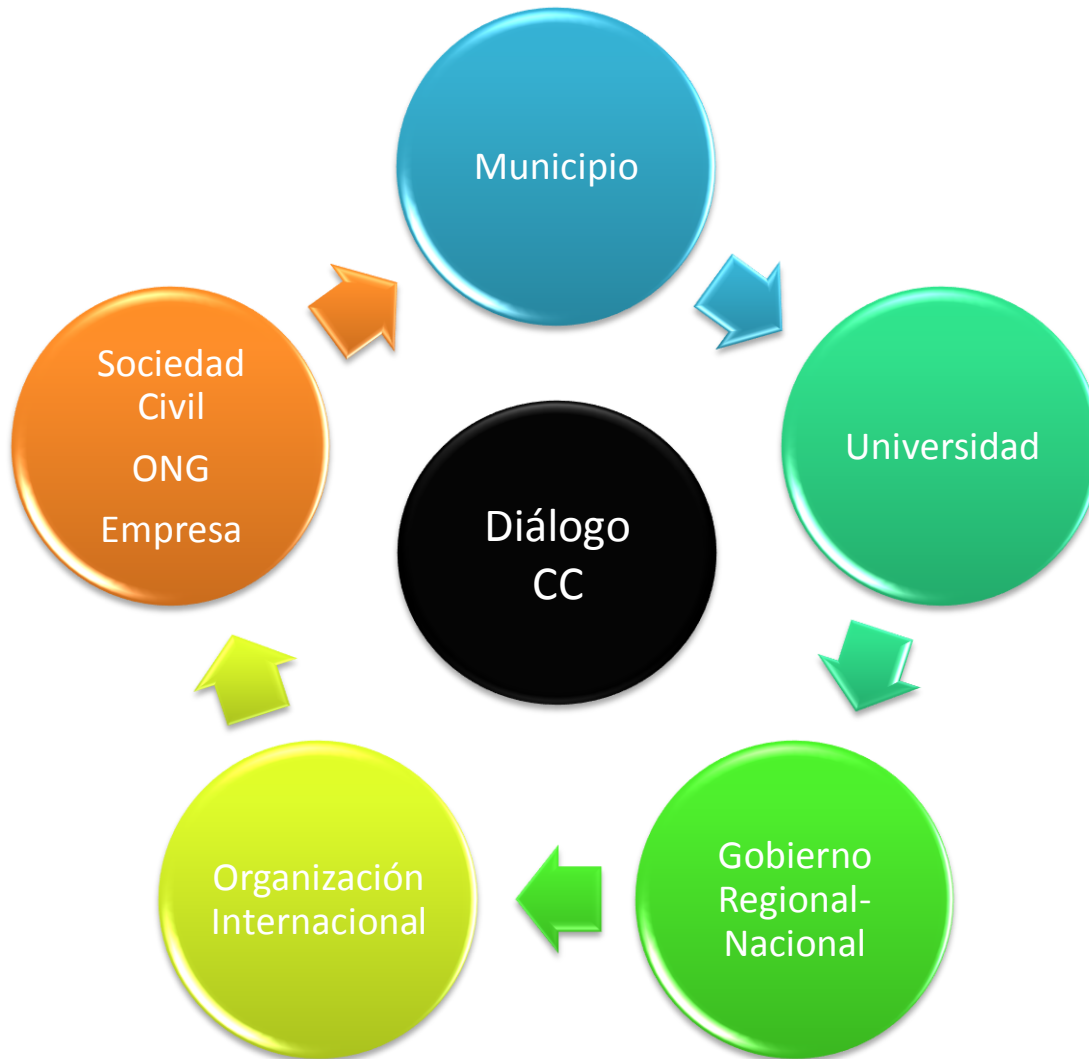 Municipio
Universidad
Gobierno
Regional-
Nacional
Organización
Internacional
Sociedad
Civil
ONG
Empresa
Diálogo
CC